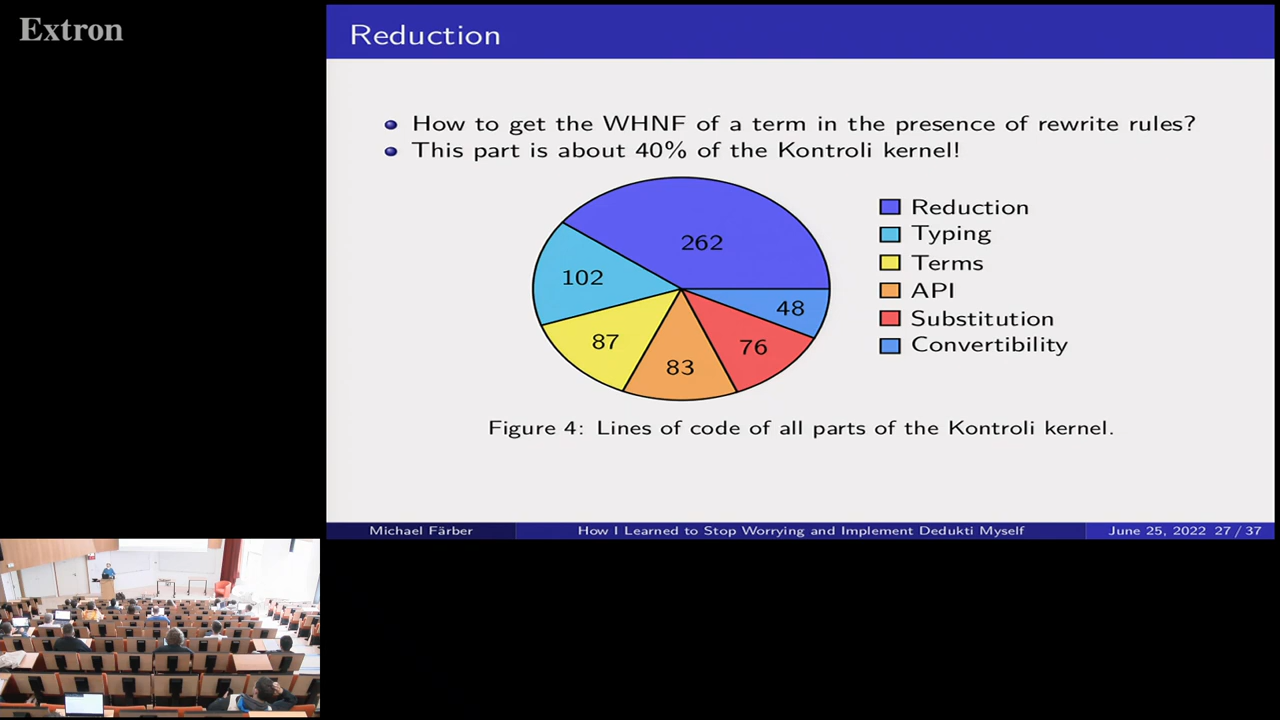 Extron
Reduction
How to get the WHNF of a term in the presence of rewrite rules?
This part is about 40% of the Kontroli kernel!
262
102
87
83
76
48
Reduction
Typing
Terms
API
Substitution
Convertibility
Figure 4: Lines of code of all parts of the Kontroli kernel.
Michael Färber
How I Learned to Stop Worrying and Implement Dedukti Myself
June 25, 2022 27 / 37